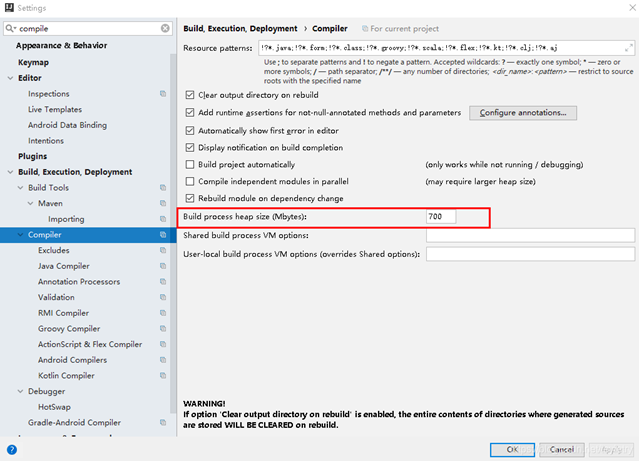 Settings
compile
Appearance & Behavior
Keymap
Editor
Inspections
Live Templates
Android Data Binding
Intentions
Plugins
Build, Execution, Deployment
Build Tools
Maven
Importing
Compiler
Excludes
Java Compiler
Annotation Processors
Validation
RMI Compiler
Groovy Compiler
ActionScript & Flex Compiler
Android Compilers
Kotlin Compiler
Debugger
HotSwap
Gradle-Android Compiler
Build, Execution, Deployment › Compiler For current project
Resource patterns: !?*.java;!?*.form;!?*.class;!?*.groovy;!?*.scala;!?*.flex;!?*.kt;!?*.clj;!?*.aj
Use ; to separate patterns and ! to negate a pattern. Accepted wildcards: ? — exactly one symbol; * — zero or
more symbols; / — path separator; /**/ — any number of directories; <dir_name>:<pattern> — restrict to source
roots with the specified name
Clear output directory on rebuild
Add runtime assertions for not-null-annotated methods and parameters Configure annotations...
Automatically show first error in editor
Display notification on build completion
Build project automatically (only works while not running / debugging)
Compile independent modules in parallel (may require larger heap size)
Rebuild module on dependency change
Build process heap size (Mbytes): 700
Shared build process VM options:
User-local build process VM options (overrides Shared options):
WARNING!
If option 'Clear output directory on rebuild' is enabled, the entire contents of directories where generated sources
are stored WILL BE CLEARED on rebuild.
? OK Cancel Apply